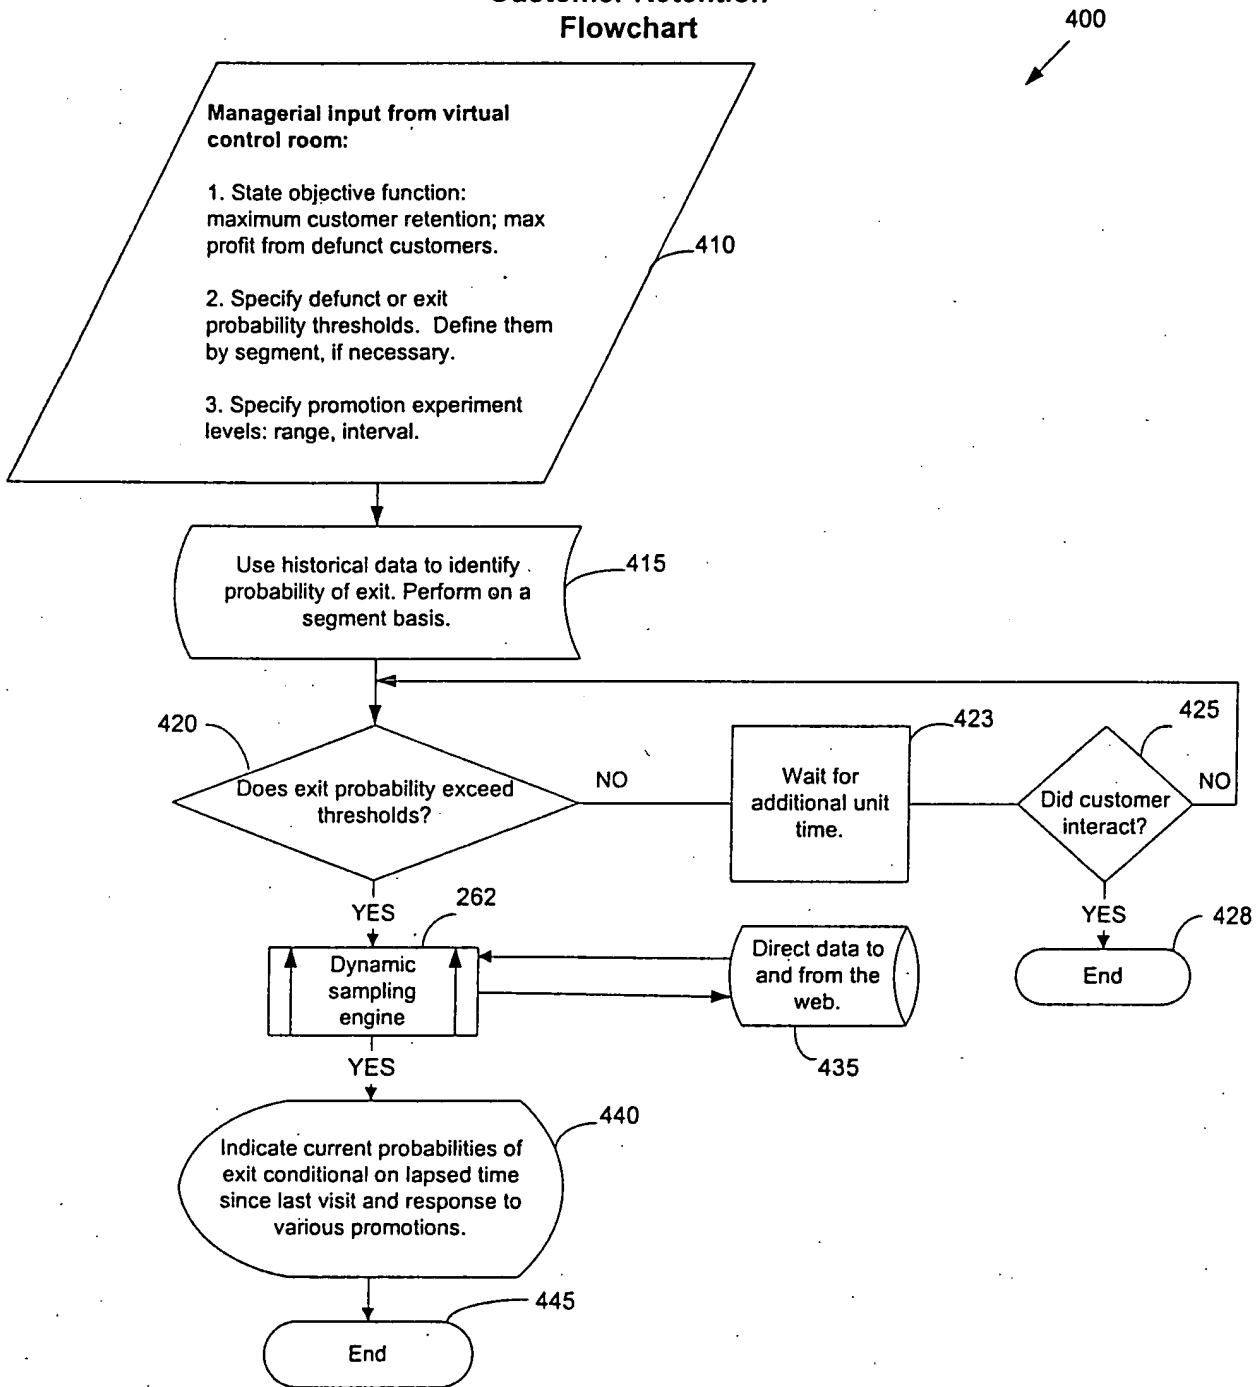 Customer Retention
Flowchart
400
Managerial input from virtual
control room:
1. State objective function:
maximum customer retention; max
profit from defunct customers.
2. Specify defunct or exit
probability thresholds. Define them
by segment, if necessary.
3. Specify promotion experiment
levels: range, interval.
410
Use historical data to identify
probability of exit. Perform on a
segment basis.
415
420
Does exit probability exceed
thresholds?
NO
423
Wait for
additional unit
time.
425
Did customer
interact?
NO
YES
428
End
YES
262
Dynamic
sampling
engine
Direct data to
and from the
web.
435
YES
440
Indicate current probabilities of
exit conditional on lapsed time
since last visit and response to
various promotions.
445
End